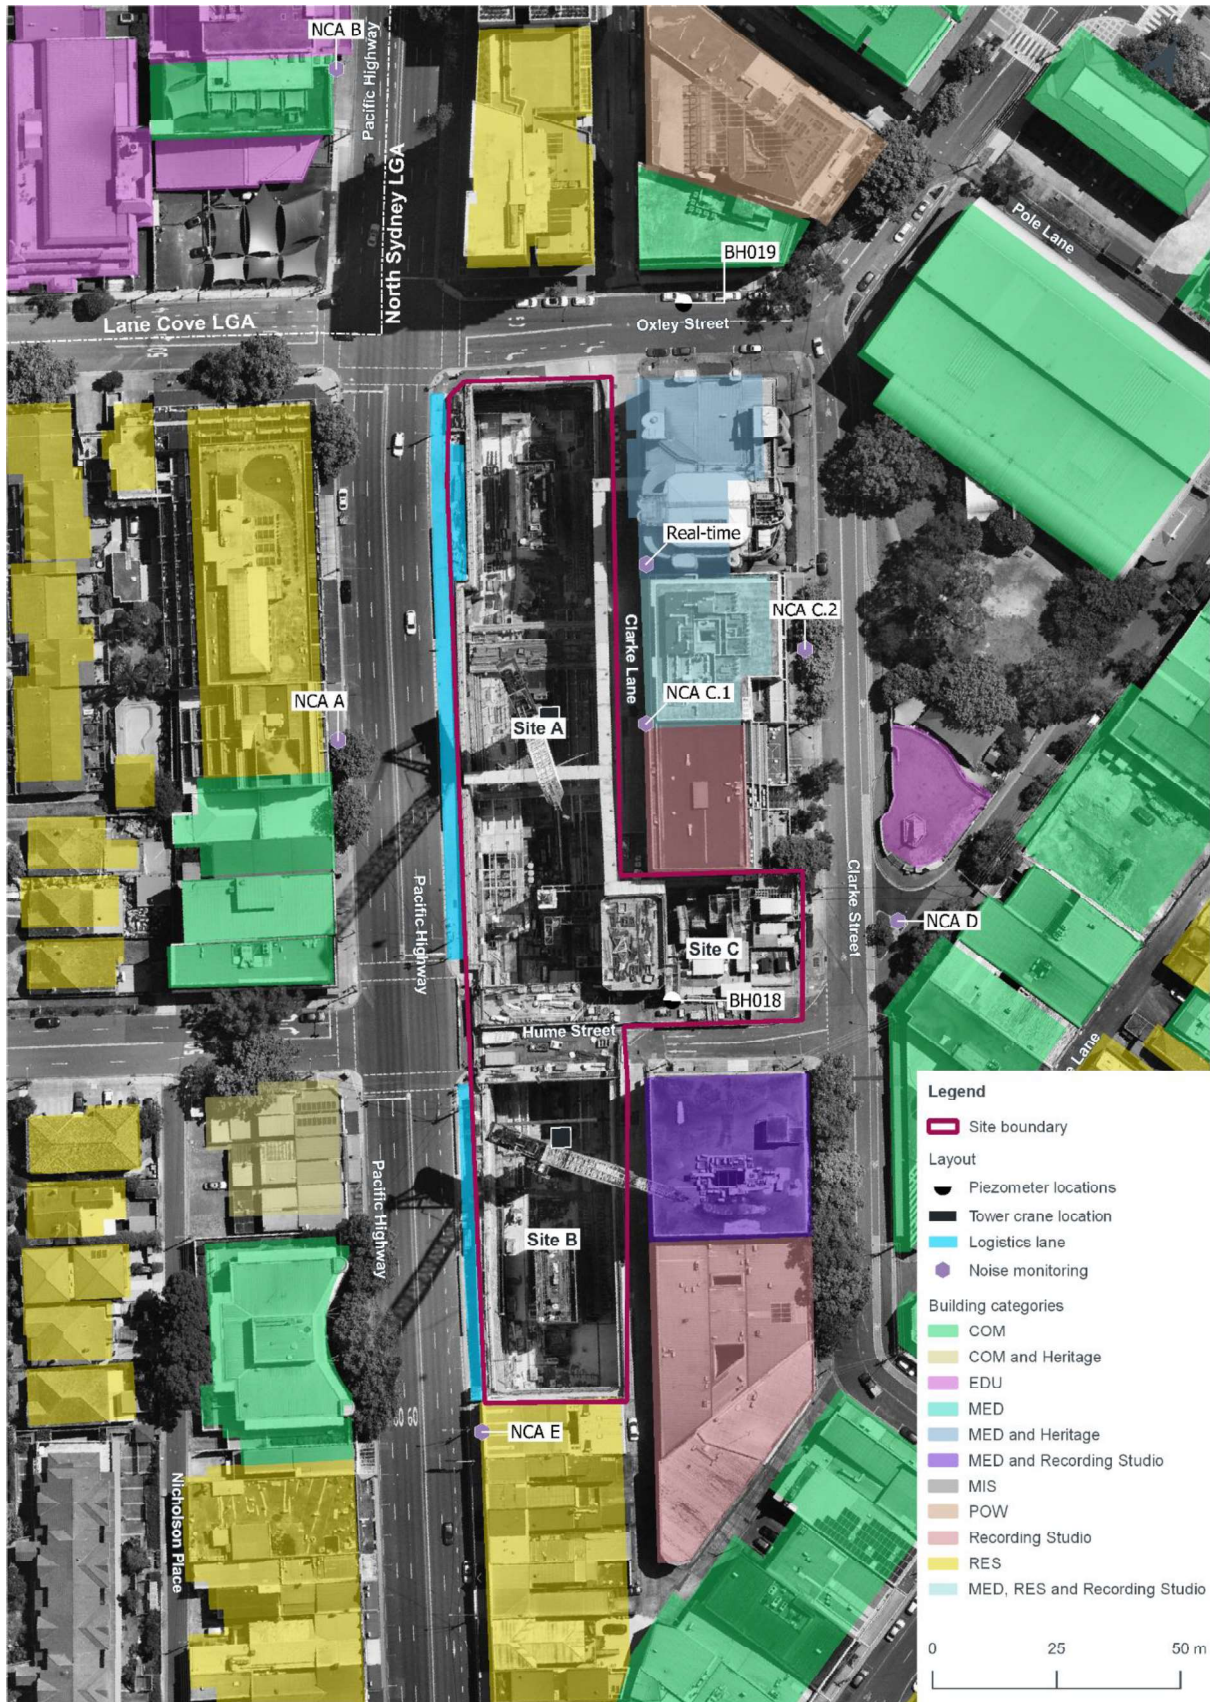 NCA B
Pacific Highway
North Sydney LGA
Pole Lane
BH019
Lane Cove LGA
Oxley Street
Real-time
NCA C.2
Clarke Lane
NCA A
NCA C.1
Site A
Clarke Street
NCA D
Pacific Highway
Site C
BH018
Hume Street
Lane
Pacific Highway
Site B
NCA E
60 60
Nicholson Place
Legend
Site boundary
Layout
Piezometer locations
Tower crane location
Logistics lane
Noise monitoring
Building categories
COM
COM and Heritage
EDU
MED
MED and Heritage
MED and Recording Studio
MIS
POW
Recording Studio
RES
MED, RES and Recording Studio
0 25 50 m